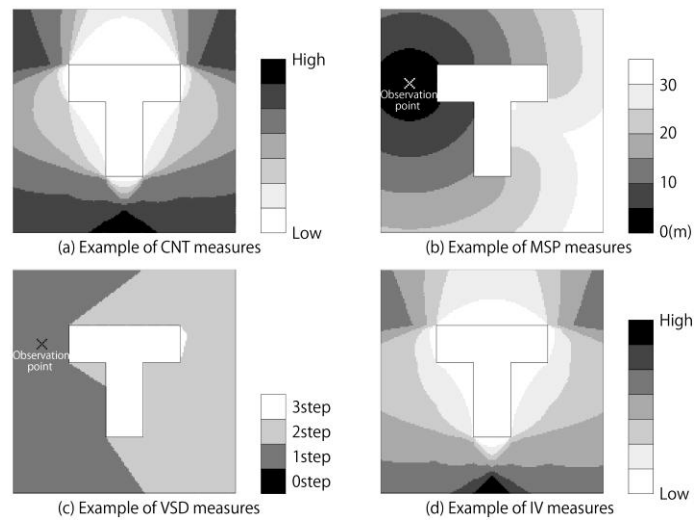 High
Low
(a) Example of CNT measures
Observation
point
30
20
10
0(m)
(b) Example of MSP measures
Observation
point
3step
2step
1step
0step
(c) Example of VSD measures
High
Low
(d) Example of IV measures